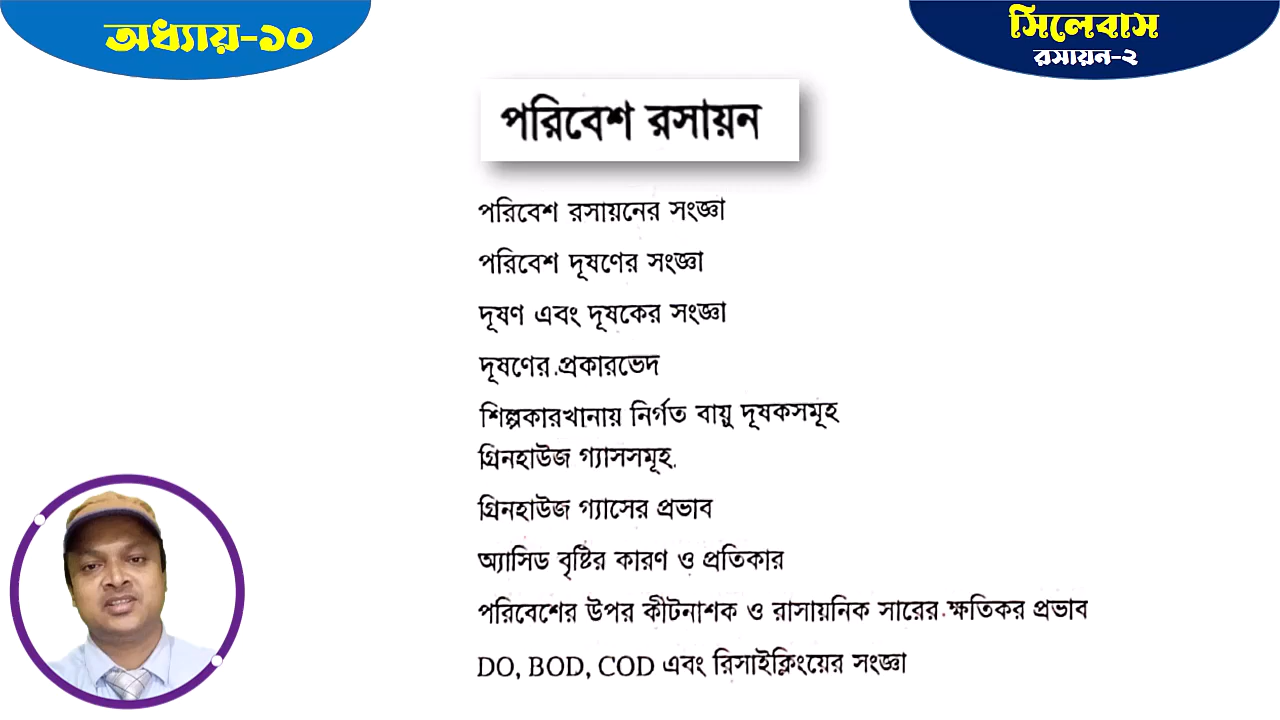 অধ্যায়-১০
সিলেবাস
রসায়ন-২
পরিবেশ রসায়ন
পরিবেশ রসায়নের সংজ্ঞা
পরিবেশ দূষণের সংজ্ঞা
দূষণ এবং দূষকের সংজ্ঞা
দূষণের প্রকারভেদ
শিল্পকারখানায় নির্গত বায়ু দূষকসমূহ
গ্রিনহাউজ গ্যাসসমূহ
গ্রিনহাউজ গ্যাসের প্রভাব
অ্যাসিড বৃষ্টির কারণ ও প্রতিকার
পরিবেশের উপর কীটনাশক ও রাসায়নিক সারের ক্ষতিকর প্রভাব
DO, BOD, COD এবং রিসাইক্লিংয়ের সংজ্ঞা